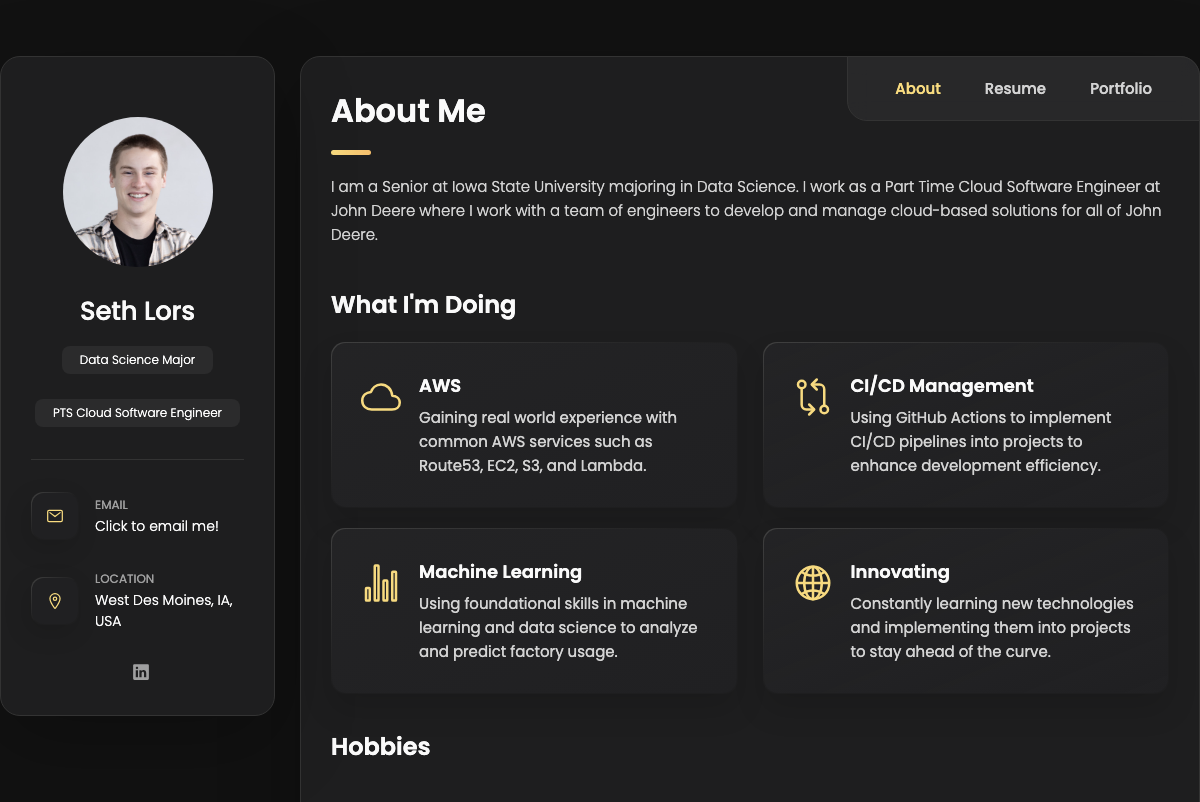 Seth Lors
Data Science Major
PTS Cloud Software Engineer
EMAIL
Click to email me!
LOCATION
West Des Moines, IA,
USA
in
About
Resume
Portfolio
About Me
I am a Senior at Iowa State University majoring in Data Science. I work as a Part Time Cloud Software Engineer at
John Deere where I work with a team of engineers to develop and manage cloud-based solutions for all of John
Deere.
What I'm Doing
AWS
Gaining real world experience with
common AWS services such as
Route53, EC2, S3, and Lambda.
CI/CD Management
Using GitHub Actions to implement
CI/CD pipelines into projects to
enhance development efficiency.
Machine Learning
Using foundational skills in machine
learning and data science to analyze
and predict factory usage.
Innovating
Constantly learning new technologies
and implementing them into projects
to stay ahead of the curve.
Hobbies